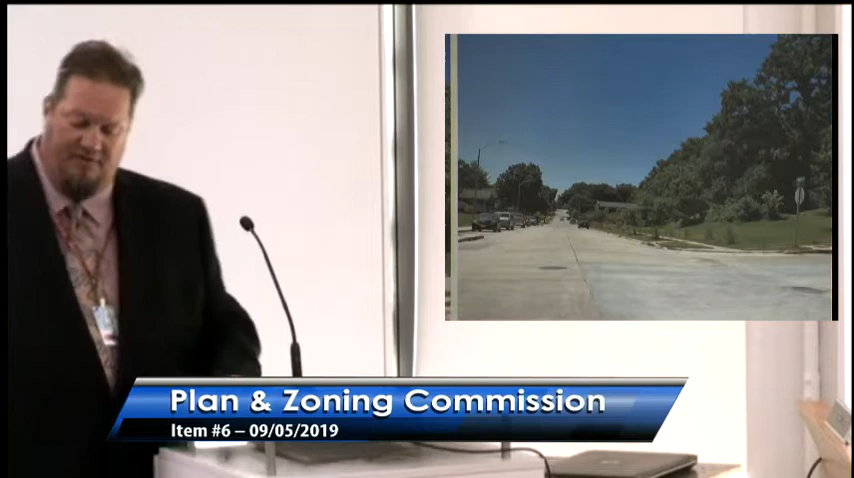 Plan & Zoning Commission
Item #6 – 09/05/2019